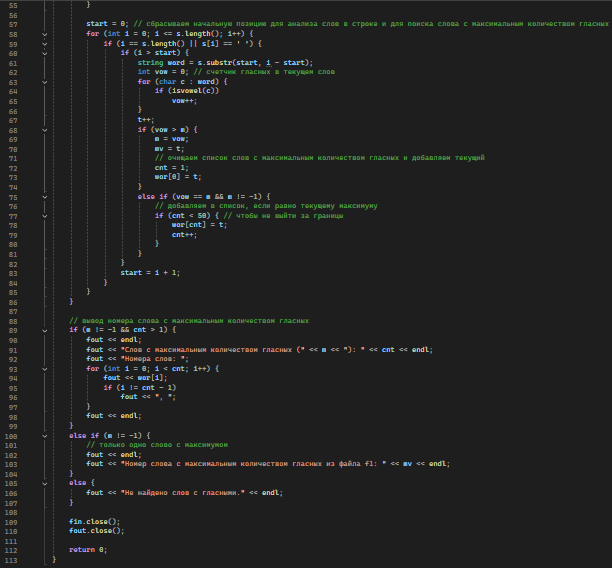 55 }
56
57 start = 0; // сбрасываем начальную позицию для анализа слов в строке и для поиска слова с максимальным количеством гласных
58 for (int i = 0; i <= s.length(); i++) {
59 if (i == s.length() || s[i] == ' ') {
60 if (i > start) {
61 string word = s.substr(start, i - start);
62 int vow = 0; // счетчик гласных в текущем слов
63 for (char c : word) {
64 if (isvowel(c))
65 vow++;
66 }
67 t++;
68 if (vow > m) {
69 m = vow;
70 mv = t;
71 // очищаем список слов с максимальным количеством гласных и добавляем текущий
72 cnt = 1;
73 wor[0] = t;
74 }
75 else if (vow == m && m != -1) {
76 // добавляем в список, если равно текущему максимуму
77 if (cnt < 50) { // чтобы не выйти за границы
78 wor[cnt] = t;
79 cnt++;
80 }
81 }
82 }
83 start = i + 1;
84 }
85 }
86 }
87
88 // вывод номера слова с максимальным количеством гласных
89 if (m != -1 && cnt > 1) {
90 fout << endl;
91 fout << "Слов с максимальным количеством гласных (" << m << "): " << cnt << endl;
92 fout << "Номера слов: ";
93 for (int i = 0; i < cnt; i++) {
94 fout << wor[i];
95 if (i != cnt - 1)
96 fout << ", ";
97 }
98 fout << endl;
99 }
100 else if (m != -1) {
101 // только одно слово с максимумом
102 fout << endl;
103 fout << "Номер слова с максимальным количеством гласных из файла f1: " << mv << endl;
104 }
105 else {
106 fout << "Не найдено слов с гласными." << endl;
107 }
108
109 fin.close();
110 fout.close();
111
112 return 0;
113 }